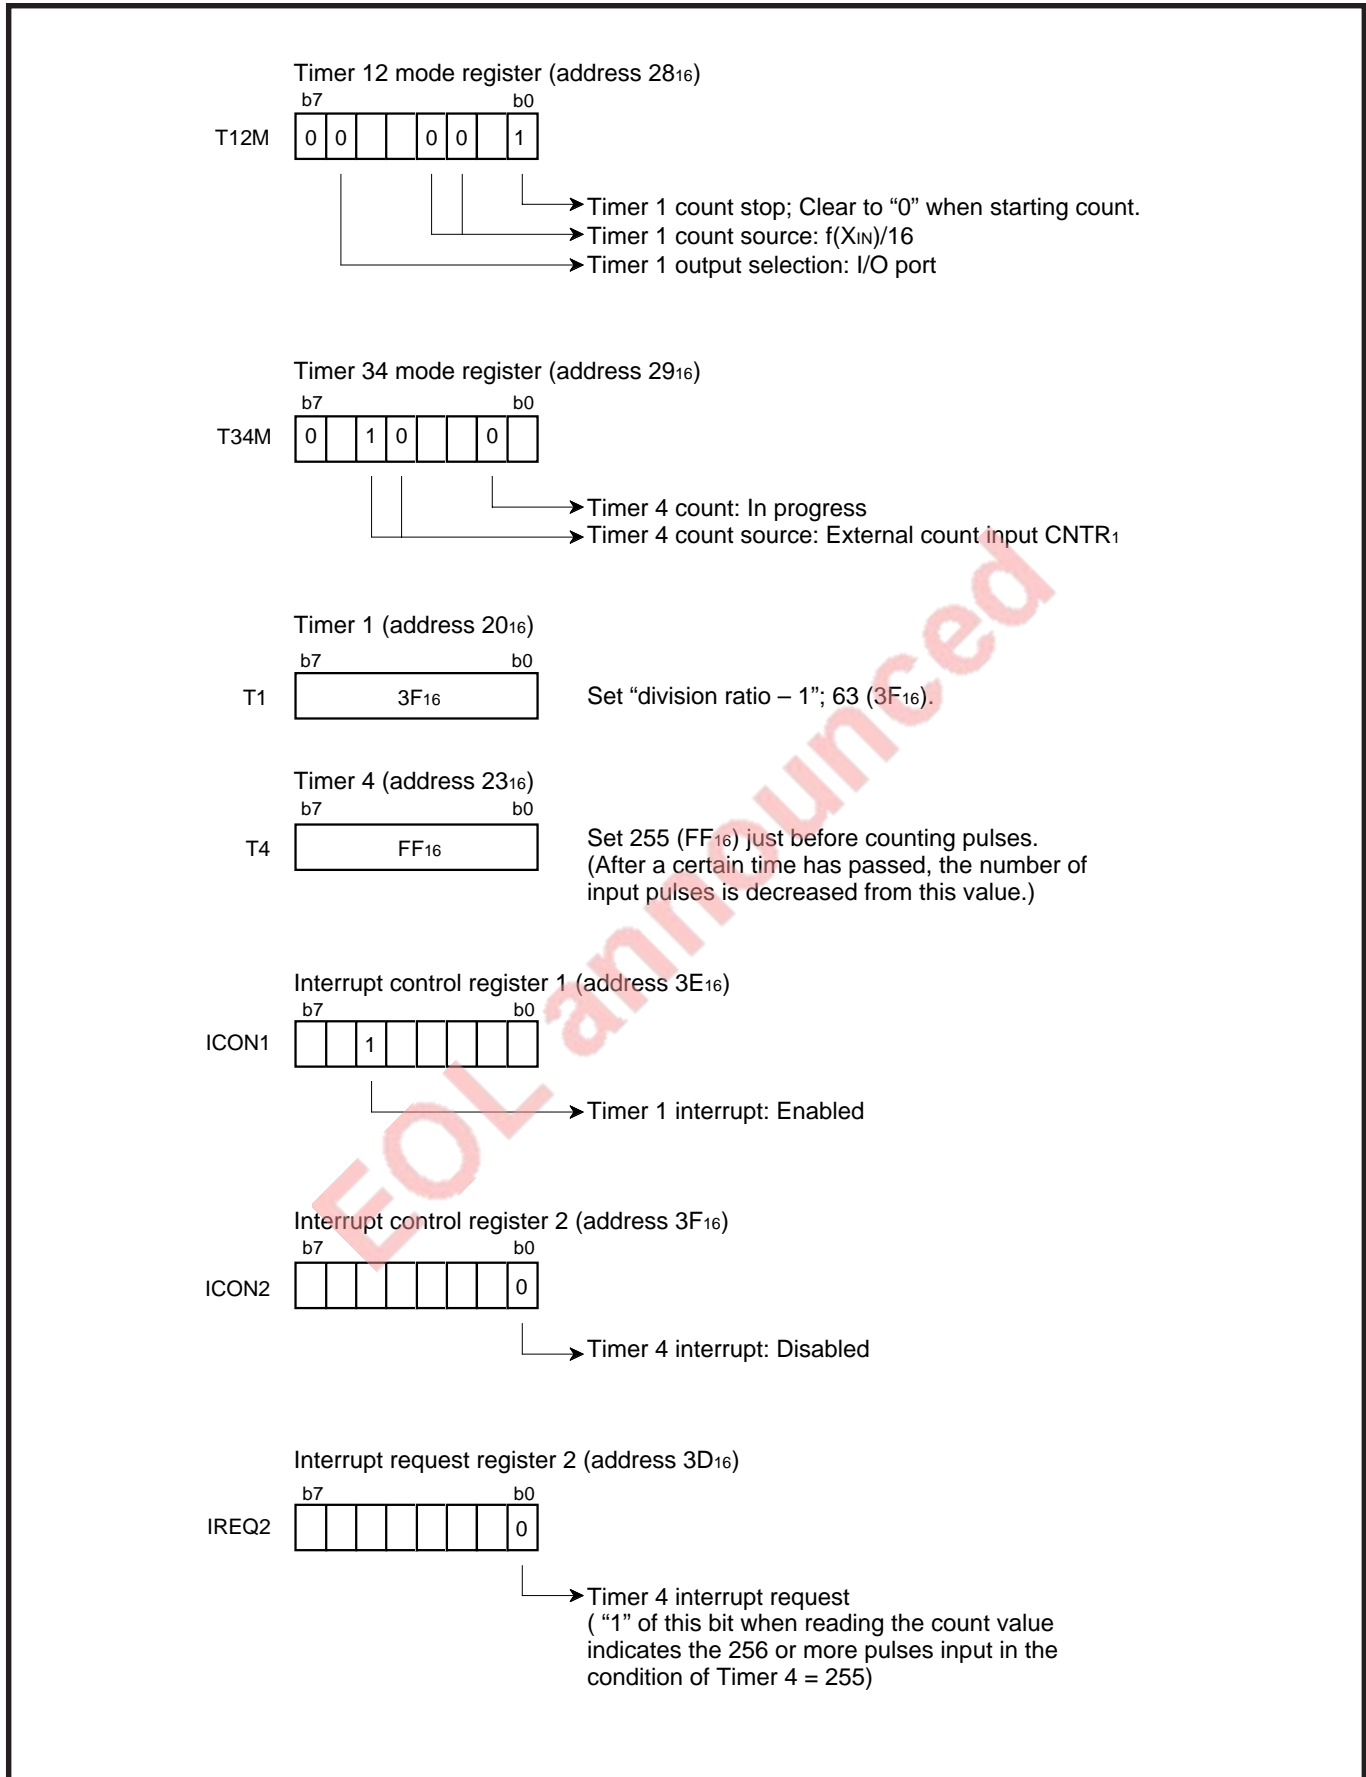 Timer 12 mode register (address 28₁₆)
b7 b0
T12M 0 0 0 0 1
Timer 1 count stop; Clear to “0” when starting count.
Timer 1 count source: f(XIN)/16
Timer 1 output selection: I/O port
Timer 34 mode register (address 29₁₆)
b7 b0
T34M 0 1 0 0
Timer 4 count: In progress
Timer 4 count source: External count input CNTR₁
Timer 1 (address 20₁₆)
b7 b0
T1 3F₁₆ Set “division ratio – 1”; 63 (3F₁₆).
Timer 4 (address 23₁₆)
b7 b0
T4 FF₁₆ Set 255 (FF₁₆) just before counting pulses.
(After a certain time has passed, the number of
input pulses is decreased from this value.)
Interrupt control register 1 (address 3E₁₆)
b7 b0
ICON1 1
Timer 1 interrupt: Enabled
Interrupt control register 2 (address 3F₁₆)
b7 b0
ICON2 0
Timer 4 interrupt: Disabled
Interrupt request register 2 (address 3D₁₆)
b7 b0
IREQ2 0
Timer 4 interrupt request
( “1” of this bit when reading the count value
indicates the 256 or more pulses input in the
condition of Timer 4 = 255)
EOL announced